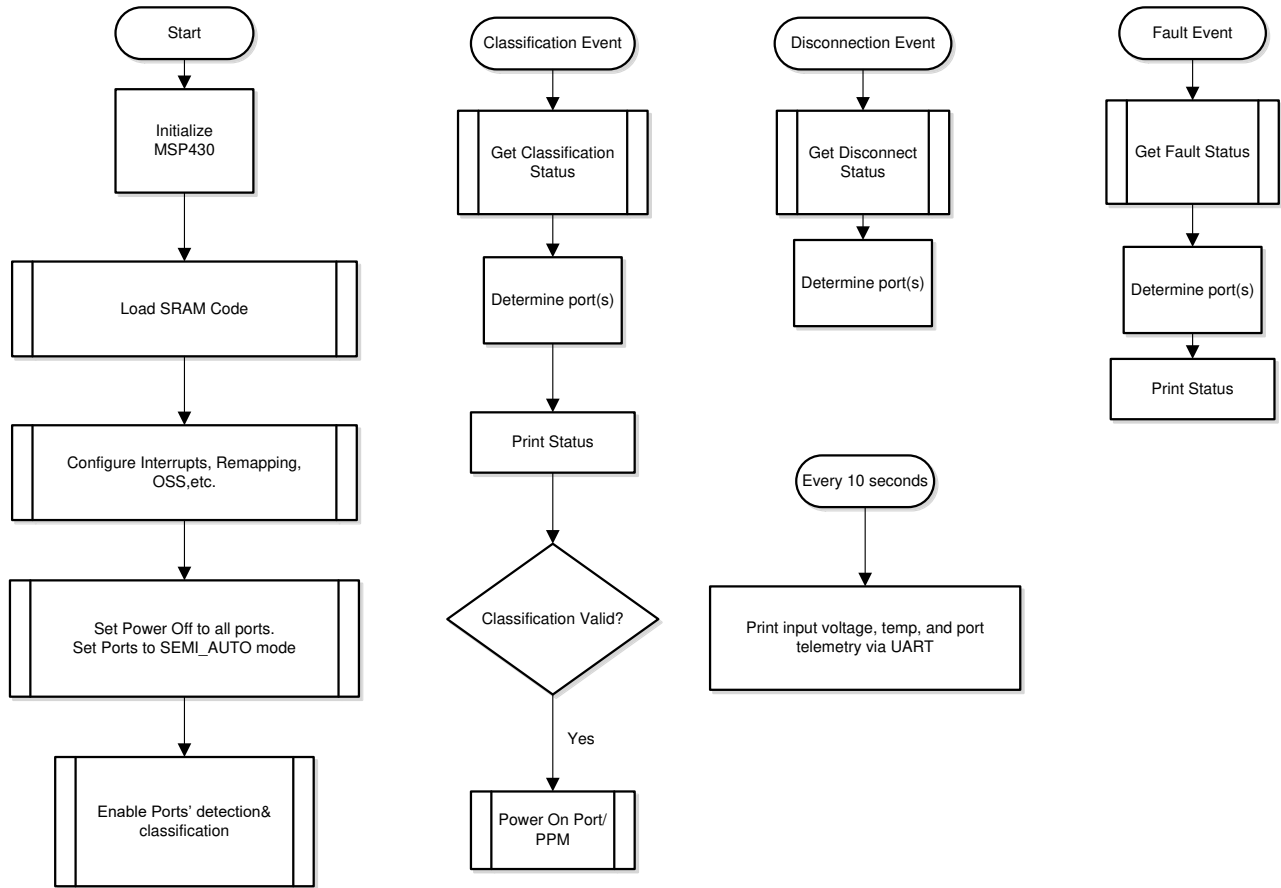 Start
Initialize
MSP430
Load SRAM Code
Configure Interrupts, Remapping,
OSS,etc.
Set Power Off to all ports.
Set Ports to SEMI_AUTO mode
Enable Ports’ detection&
classification
Classification Event
Get Classification
Status
Determine port(s)
Print Status
Classification Valid?
Yes
Power On Port/
PPM
Disconnection Event
Get Disconnect
Status
Determine port(s)
Every 10 seconds
Print input voltage, temp, and port
telemetry via UART
Fault Event
Get Fault Status
Determine port(s)
Print Status